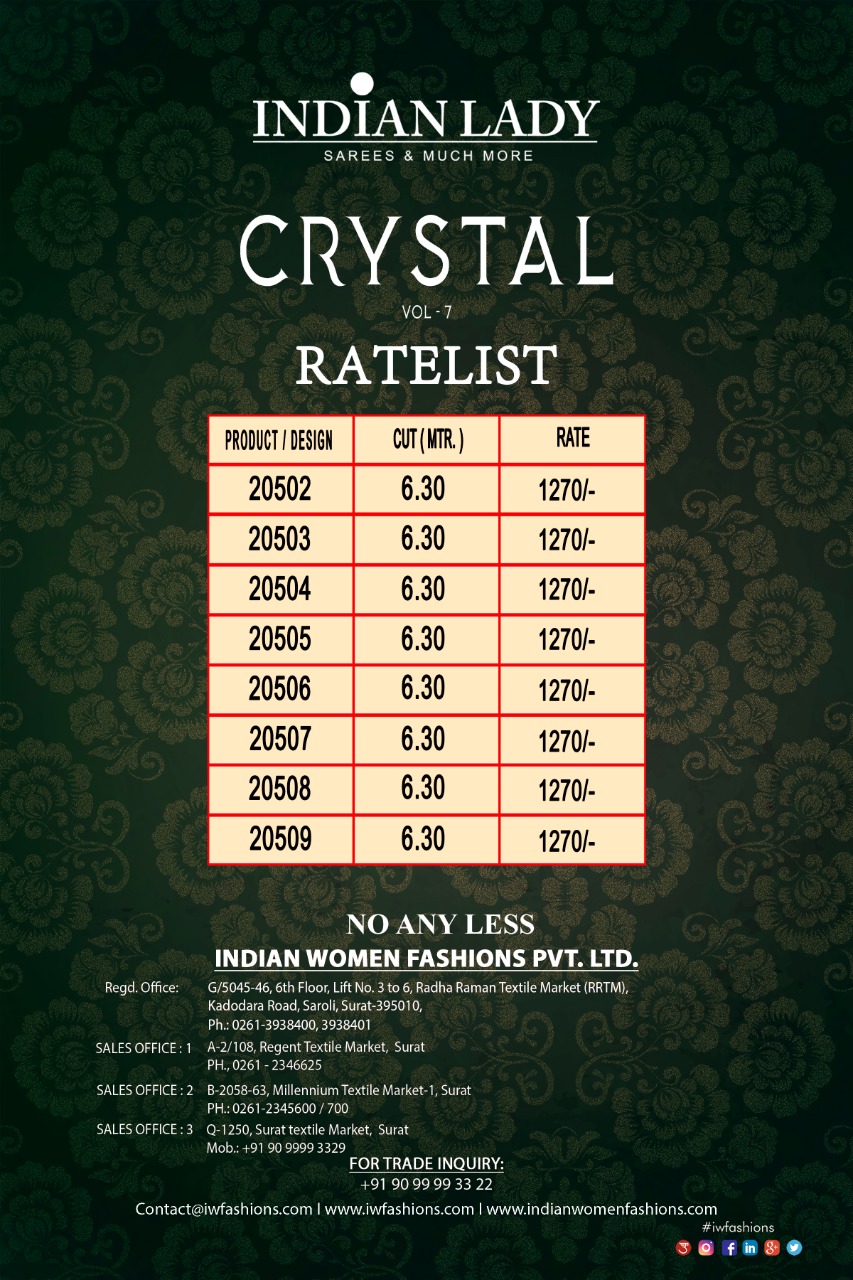 INDIAN LADY
SAREES & MUCH MORE
CRYSTAL
VOL - 7
RATELIST
PRODUCT / DESIGN CUT ( MTR. ) RATE
20502 6.30 1270/-
20503 6.30 1270/-
20504 6.30 1270/-
20505 6.30 1270/-
20506 6.30 1270/-
20507 6.30 1270/-
20508 6.30 1270/-
20509 6.30 1270/-
NO ANY LESS
INDIAN WOMEN FASHIONS PVT. LTD.
Regd. Office: G/5045-46, 6th Floor, Lift No. 3 to 6, Radha Raman Textile Market (RRTM),
Kadodara Road, Saroli, Surat-395010,
Ph.: 0261-3938400, 3938401
SALES OFFICE : 1 A-2/108, Regent Textile Market, Surat
PH., 0261 - 2346625
SALES OFFICE : 2 B-2058-63, Millennium Textile Market-1, Surat
PH.: 0261-2345600 / 700
SALES OFFICE : 3 Q-1250, Surat textile Market, Surat
Mob.: +91 90 9999 3329
FOR TRADE INQUIRY:
+91 90 99 99 33 22
Contact@iwfashions.com | www.iwfashions.com | www.indianwomenfashions.com
#iwfashions